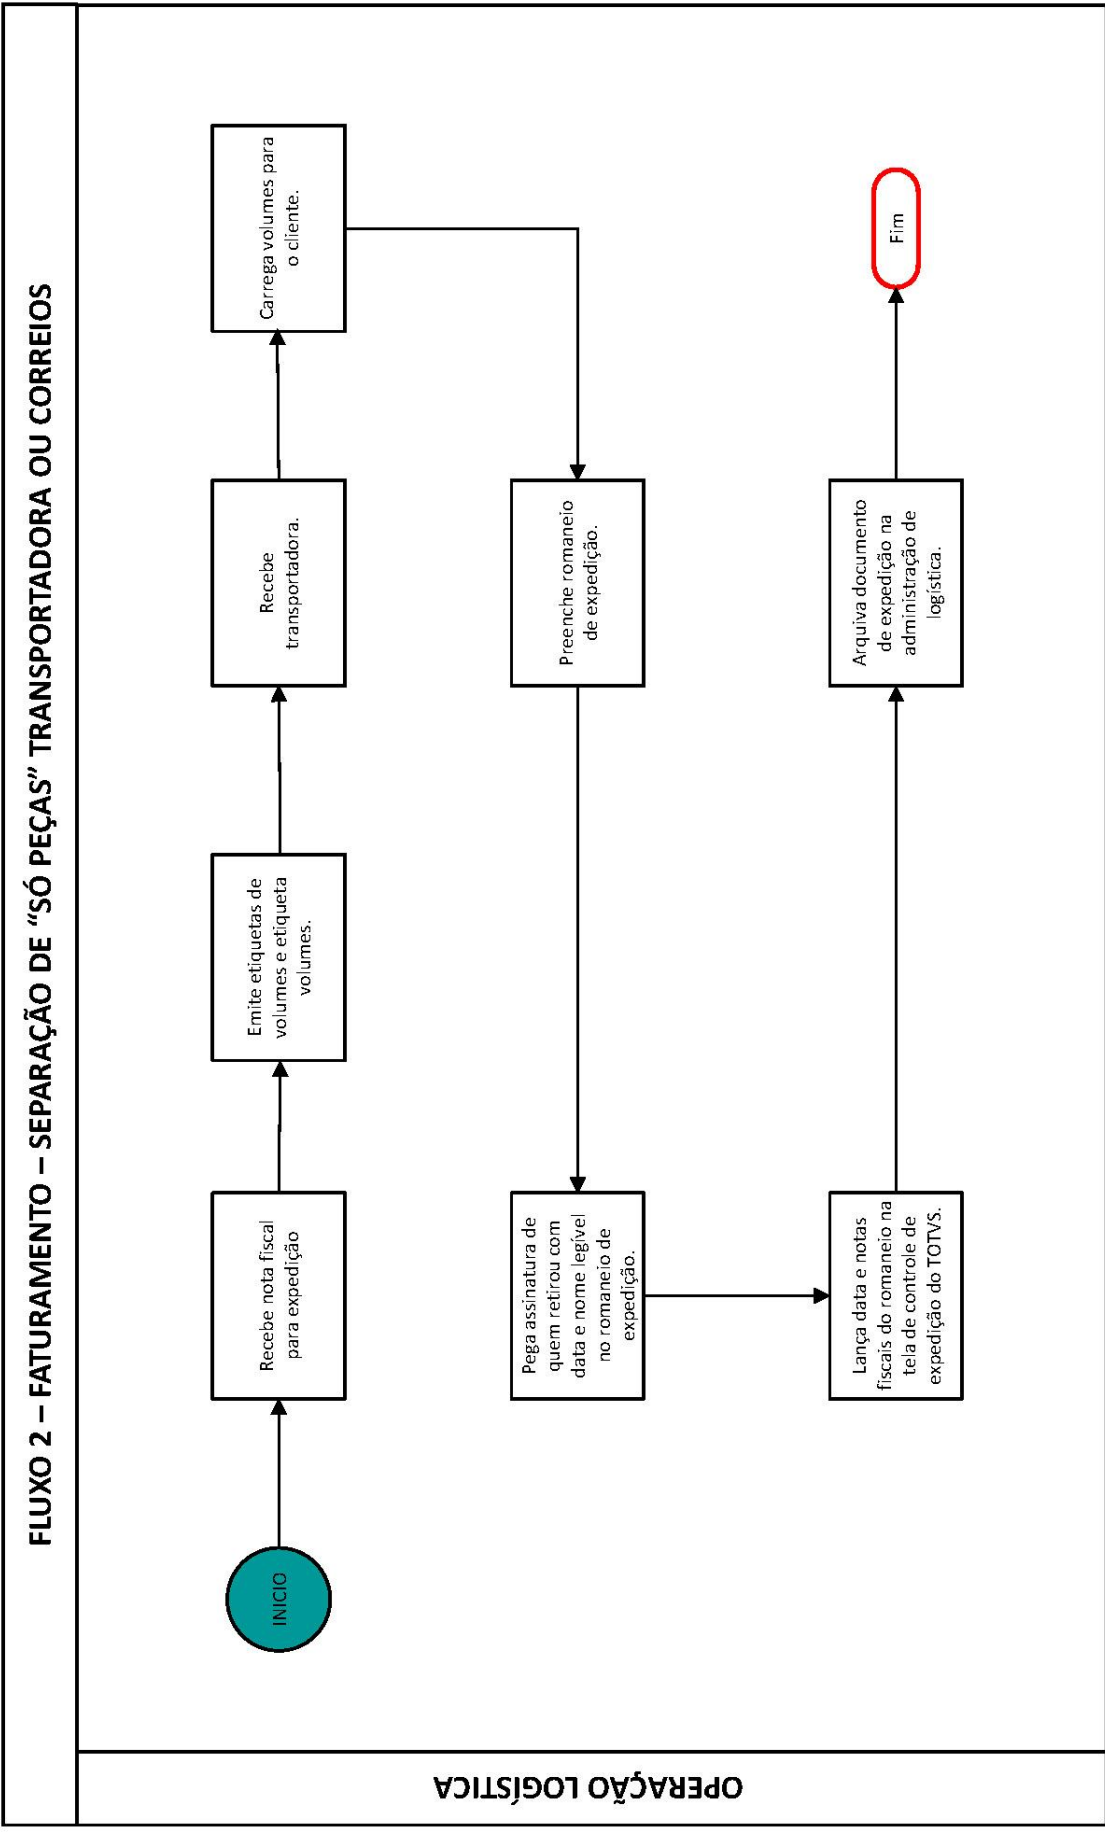 FLUXO 2 – FATURAMENTO – SEPARAÇÃO DE “SÓ PEÇAS” TRANSPORTADORA OU CORREIOS
OPERAÇÃO LOGÍSTICA
INICIO
Recebe nota fiscal
para expedição
Emite etiquetas de
volumes e etiqueta
volumes.
Recebe
transportadora.
Carrega volumes para
o cliente.
Preenche romaneio
de expedição.
Pega assinatura de
quem retirou com
data e nome legível
no romaneio de
expedição.
Lança data e notas
fiscais do romaneio na
tela de controle de
expedição do TOTVS.
Arquiva documento
de expedição na
administração de
logística.
Fim